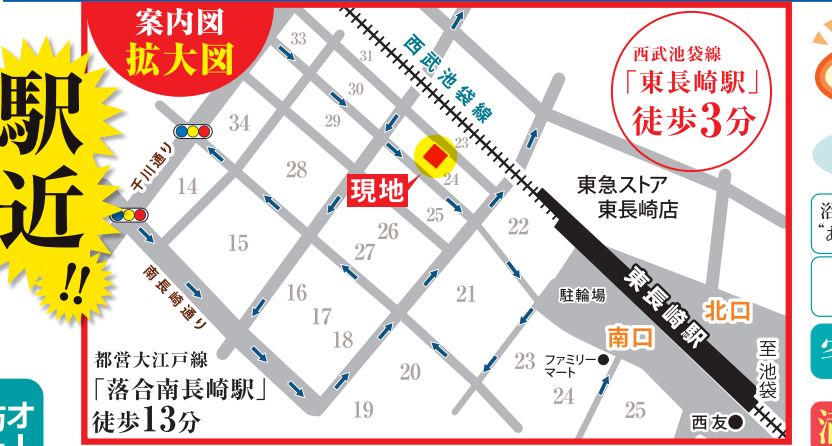 案内図
拡大図
駅
近
!!
西武池袋線
西武池袋線
「東長崎駅」
徒歩3分
33
31
30
29
34
28
14
15
千川通り
南長崎通り
現地
23
24
25
26
27
22
21
16
17
18
20
19
23
24
25
東急ストア
東長崎店
駐輪場
東長崎駅
北口
南口
ファミリー
マート
西友
至池袋
都営大江戸線
「落合南長崎駅」
徒歩13分